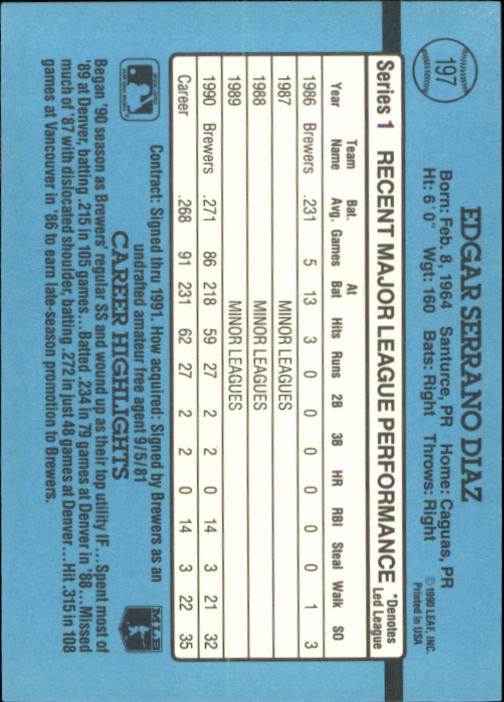 197
EDGAR SERRANO DIAZ
© 1990 LEAF, INC.
Printed in USA
Born: Feb. 8, 1964 Santurce, PR Home: Caguas, PR
Ht: 6' 0" Wgt: 160 Bats: Right Throws: Right
Series 1 RECENT MAJOR LEAGUE PERFORMANCE *Denotes Led League
Year Team Name Bat. Avg. Games At Bat Hits Runs 2B 3B HR RBI Steal Walk SO
1986 Brewers .231 5 13 3 0 0 0 0 0 0 1 3
1987 MINOR LEAGUES
1988 MINOR LEAGUES
1989 MINOR LEAGUES
1990 Brewers .271 86 218 59 27 2 2 0 14 3 21 32
Career .268 91 231 62 27 2 2 0 14 3 22 35
Contract: Signed thru 1991. How acquired: Signed by Brewers as an
undrafted amateur free agent 9/5/81
MLB
CAREER HIGHLIGHTS
Began '90 season as Brewers' regular SS and wound up as their top utility IF... Spent most of
'89 at Denver, batting .215 in 105 games... Batted .234 in 79 games at Denver in '88... Missed
much of '87 with dislocated shoulder, batting .272 in just 48 games at Denver... Hit .315 in 108
games at Vancouver in '86 to earn late-season promotion to Brewers.